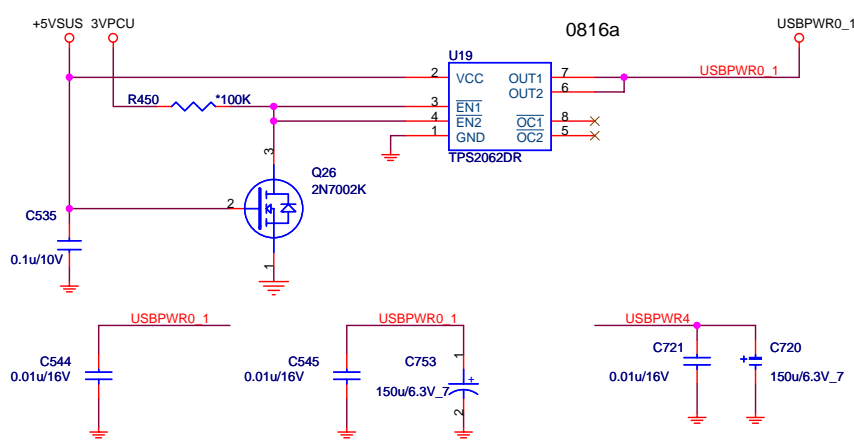 +5VSUS 3VPCU
0816a
USBPWR0_1
U19
2 VCC OUT1 7
USBPWR0_1
OUT2 6
R450 *100K
3 EN1
4 EN2 OC1 8
1 GND OC2 5
TPS2062DR
3
Q26
2N7002K
2
C535
0.1u/10V
1
USBPWR0_1
USBPWR0_1
USBPWR4
C544
0.01u/16V
C545
0.01u/16V
C753
1
+
150u/6.3V_7
2
C721
0.01u/16V
C720
+
150u/6.3V_7